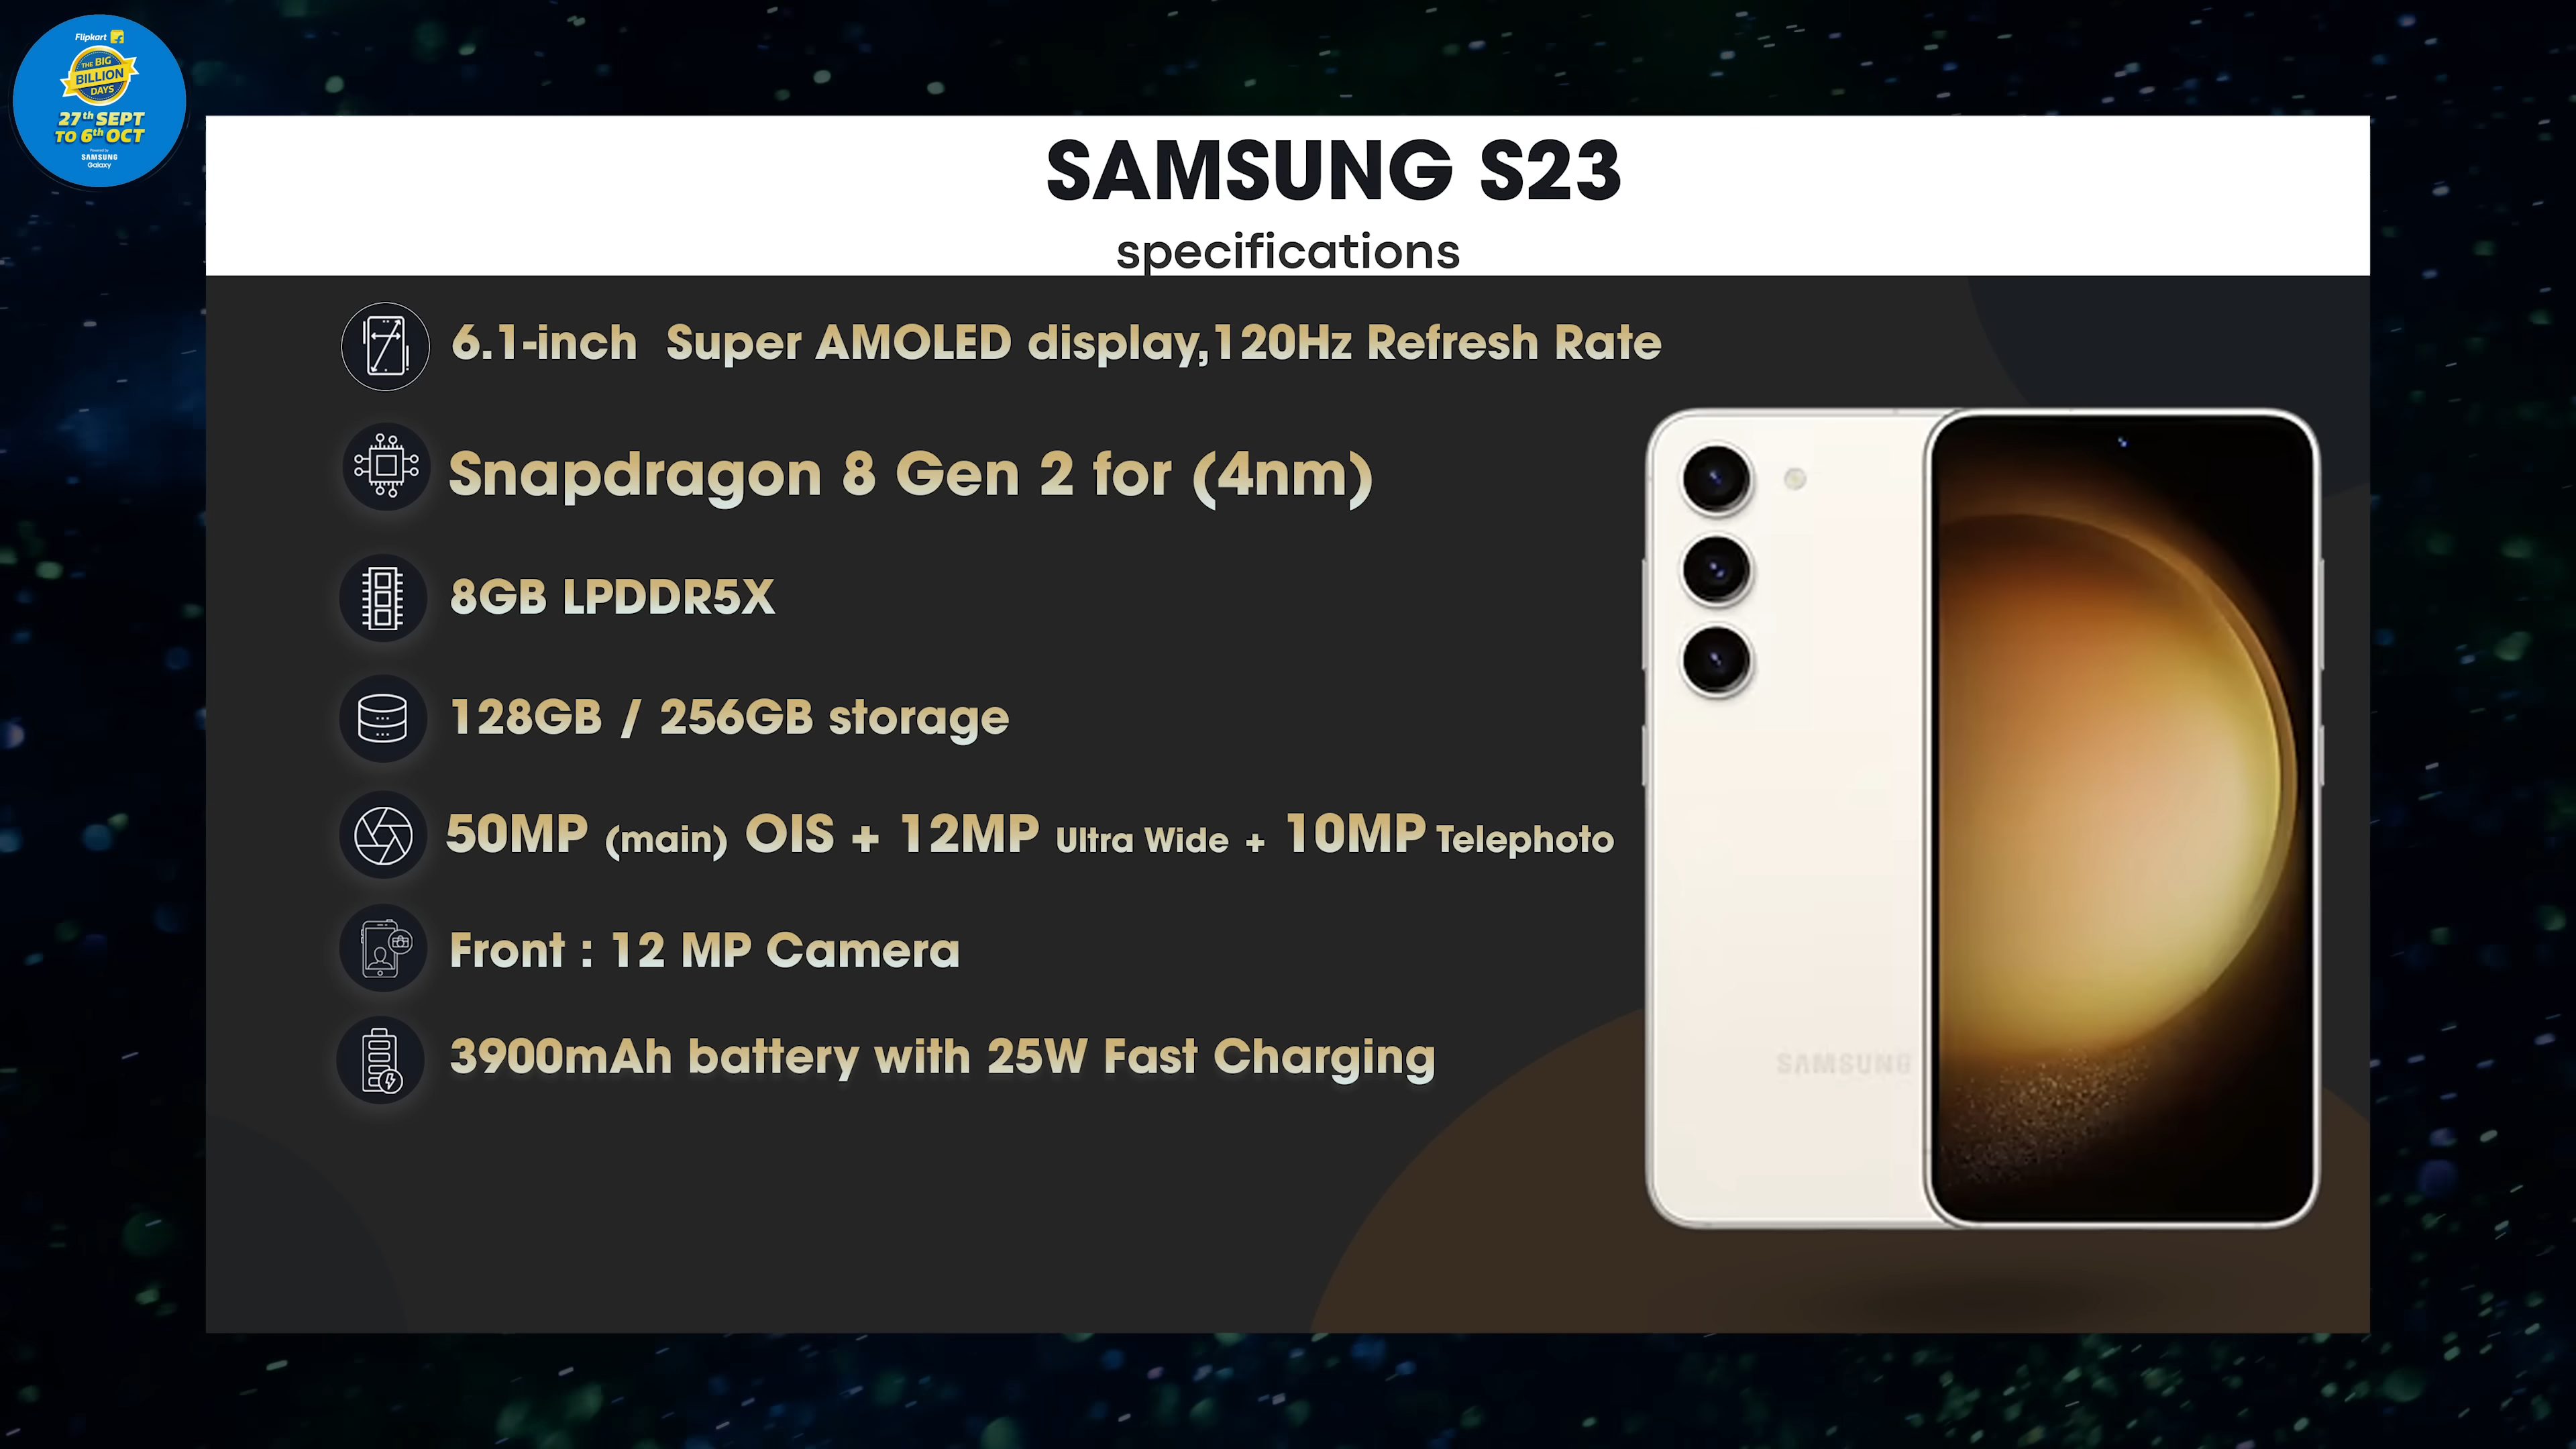 Flipkart
THE BIG
BILLION
DAYS
27th SEPT
TO 6th OCT
Powered by
SAMSUNG
Galaxy
SAMSUNG S23
specifications
6.1-inch Super AMOLED display,120Hz Refresh Rate
Snapdragon 8 Gen 2 for (4nm)
8GB LPDDR5X
128GB / 256GB storage
50MP (main) OIS + 12MP Ultra Wide + 10MP Telephoto
Front : 12 MP Camera
3900mAh battery with 25W Fast Charging
SAMSUNG